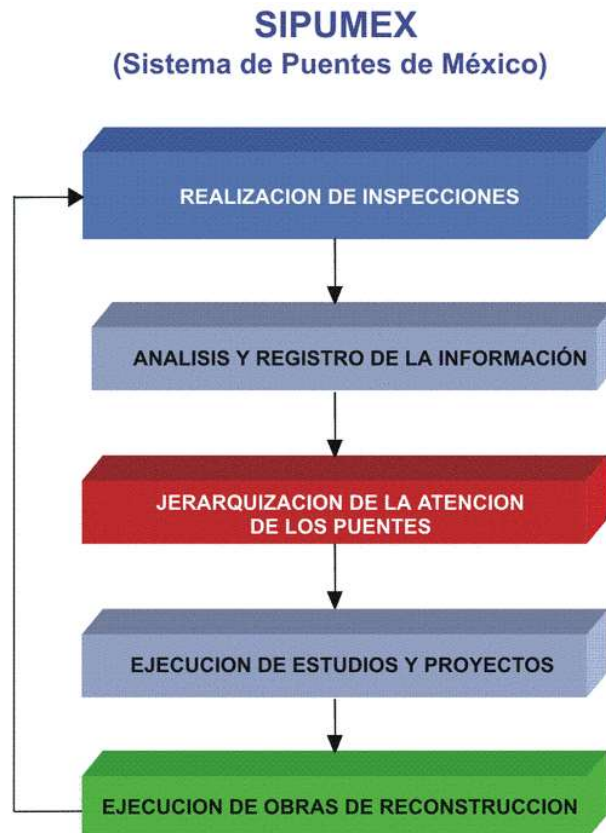 SIPUMEX
(Sistema de Puentes de México)
REALIZACION DE INSPECCIONES
ANALISIS Y REGISTRO DE LA INFORMACIÓN
JERARQUIZACION DE LA ATENCION
DE LOS PUENTES
EJECUCION DE ESTUDIOS Y PROYECTOS
EJECUCION DE OBRAS DE RECONSTRUCCION